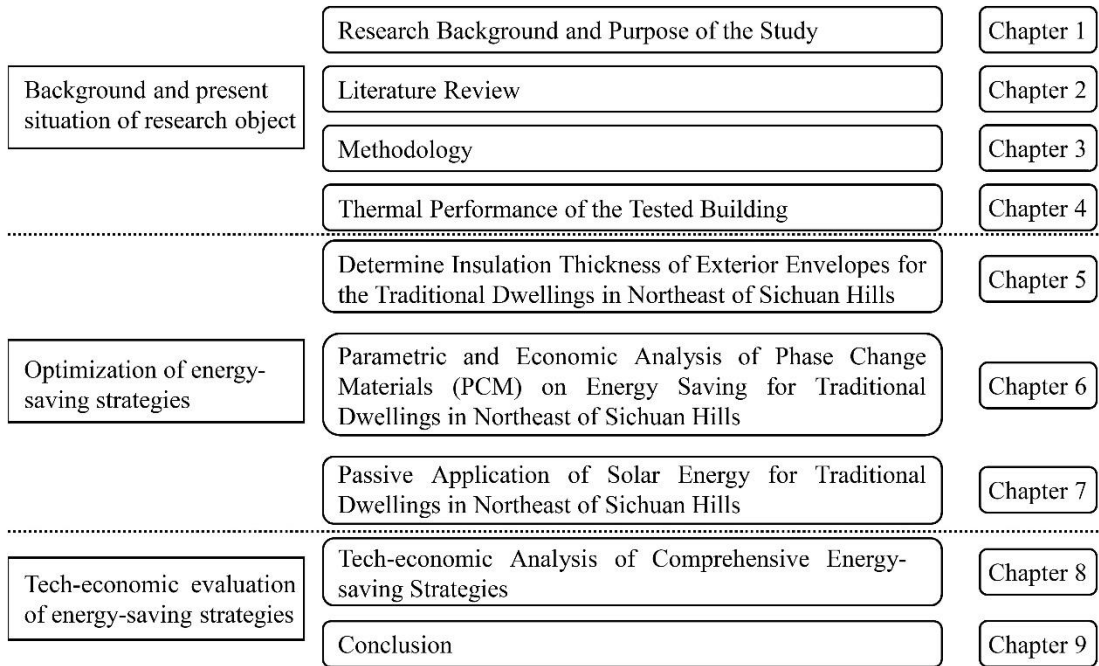 Research Background and Purpose of the Study
Chapter 1
Background and present
situation of research object
Literature Review
Chapter 2
Methodology
Chapter 3
Thermal Performance of the Tested Building
Chapter 4
Determine Insulation Thickness of Exterior Envelopes for
the Traditional Dwellings in Northeast of Sichuan Hills
Chapter 5
Optimization of energy-
saving strategies
Parametric and Economic Analysis of Phase Change
Materials (PCM) on Energy Saving for Traditional
Dwellings in Northeast of Sichuan Hills
Chapter 6
Passive Application of Solar Energy for Traditional
Dwellings in Northeast of Sichuan Hills
Chapter 7
Tech-economic evaluation
of energy-saving strategies
Tech-economic Analysis of Comprehensive Energy-
saving Strategies
Chapter 8
Conclusion
Chapter 9